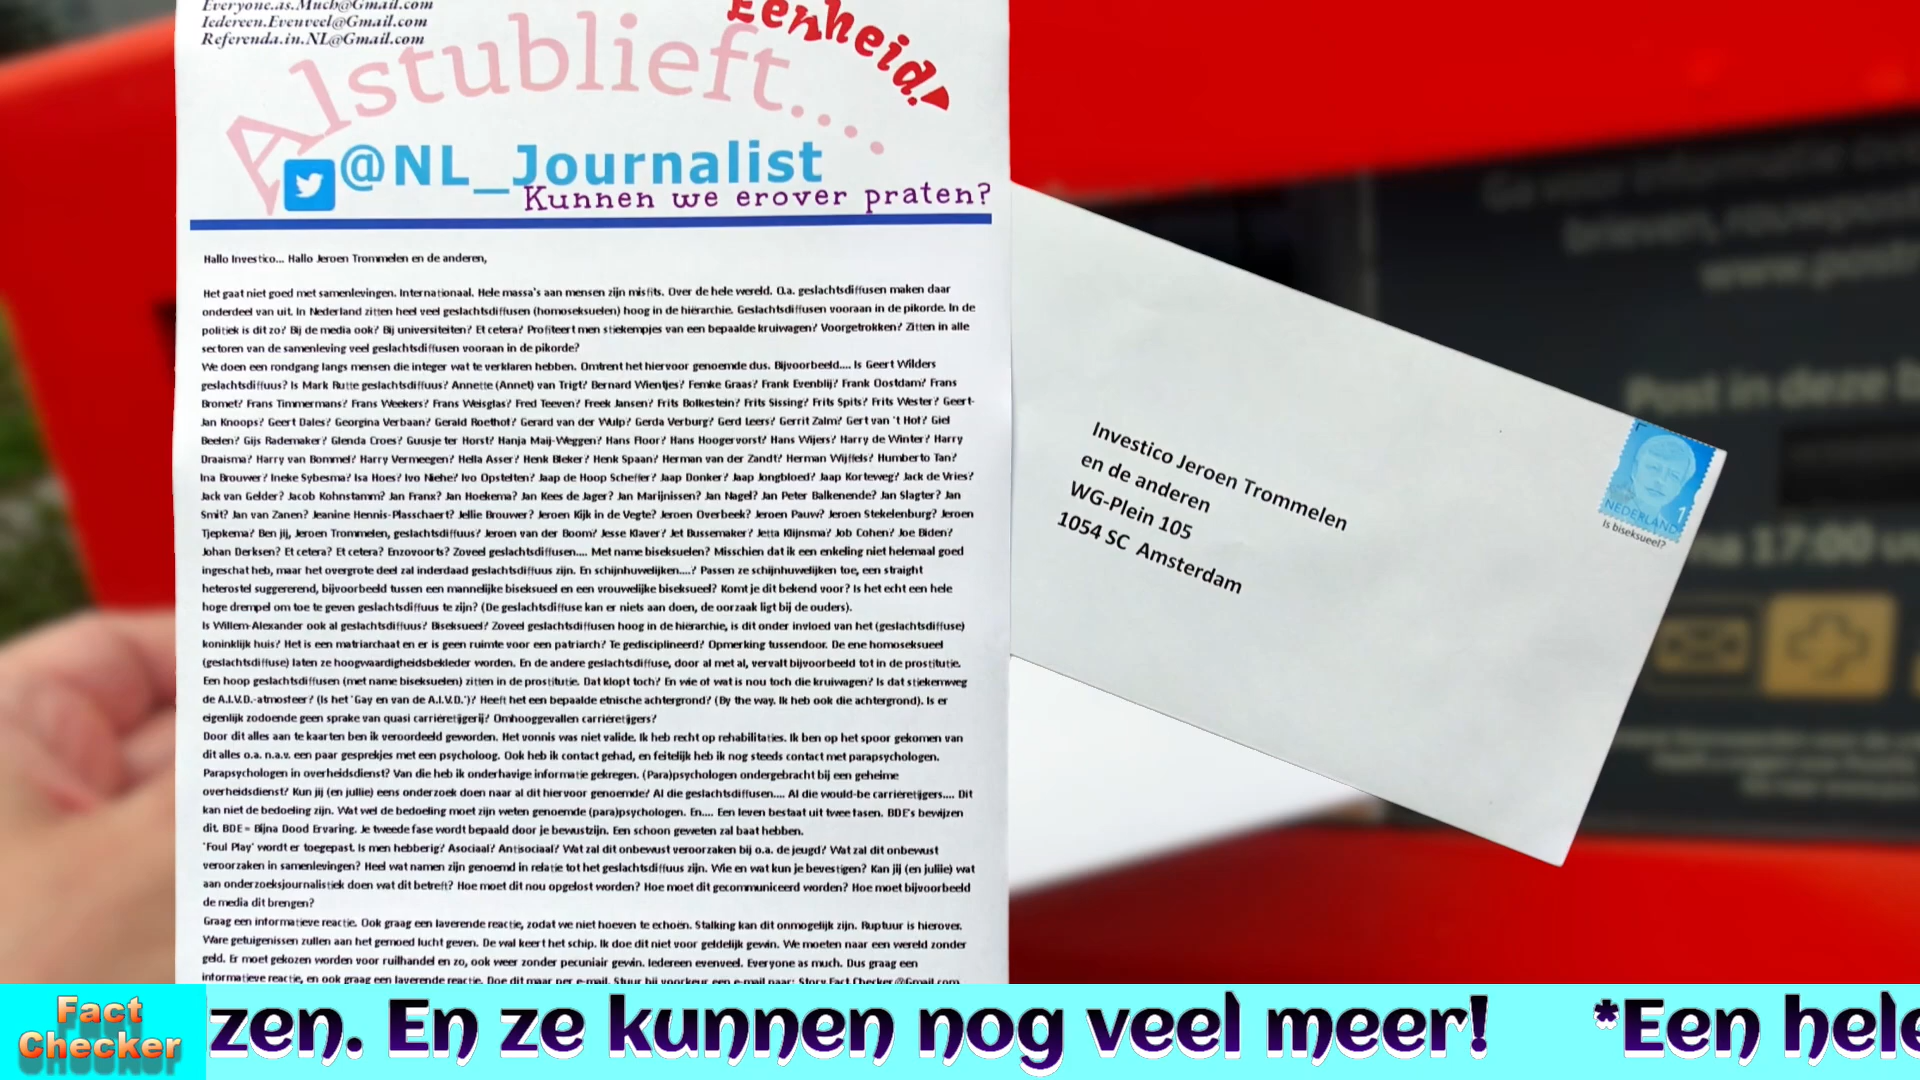 Everyone.as.Much@Gmail.com
Iedereen.Evenveel@Gmail.com
Referenda.in.NL@Gmail.com
Eenheid!
Alstublieft....
@NL_Journalist
Kunnen we erover praten?
Hallo Investico... Hallo Jeroen Trommelen en de anderen,
Het gaat niet goed met samenlevingen. Internationaal. Hele massa's aan mensen zijn misfits. Over de hele wereld. O.a. geslachtsdiffusen maken daar
onderdeel van uit. In Nederland zitten heel veel geslachtsdiffusen (homoseksuelen) hoog in de hiërarchie. Geslachtsdiffusen vooraan in de pikorde. In de
politiek is dit zo? Bij de media ook? Bij universiteiten? Et cetera? Profiteert men stiekempjes van een bepaalde kruiwagen? Voorgetrokken? Zitten in alle
sectoren van de samenleving veel geslachtsdiffusen vooraan in de pikorde?
We doen een rondgang langs mensen die integer wat te verklaren hebben. Omtrent het hiervoor genoemde dus. Bijvoorbeeld.... Is Geert Wilders
geslachtsdiffuus? Is Mark Rutte geslachtsdiffuus? Annette (Annet) van Trigt? Bernard Wientjes? Femke Graas? Frank Evenblij? Frank Oostdam? Frans
Bromet? Frans Timmermans? Frans Weekers? Frans Weisglas? Fred Teeven? Freek Jansen? Frits Bolkestein? Frits Sissing? Frits Spits? Frits Wester? Geert-
Jan Knoops? Geert Dales? Georgina Verbaan? Gerald Roethof? Gerard van der Wulp? Gerda Verburg? Gerd Leers? Gerrit Zalm? Gert van 't Hof? Giel
Beelen? Gijs Rademaker? Glenda Croes? Guusje ter Horst? Hanja Maij-Weggen? Hans Floor? Hans Hoogervorst? Hans Wijers? Harry de Winter? Harry
Draaisma? Harry van Bommel? Harry Vermeegen? Hella Asser? Henk Bleker? Henk Spaan? Herman van der Zandt? Herman Wijffels? Humberto Tan?
Ina Brouwer? Ineke Sybesma? Isa Hoes? Ivo Niehe? Ivo Opstelten? Jaap de Hoop Scheffer? Jaap Donker? Jaap Jongbloed? Jaap Korteweg? Jack de Vries?
Jack van Gelder? Jacob Kohnstamm? Jan Franx? Jan Hoekema? Jan Kees de Jager? Jan Marijnissen? Jan Nagel? Jan Peter Balkenende? Jan Slagter? Jan
Smit? Jan van Zanen? Jeanine Hennis-Plasschaert? Jellie Brouwer? Jeroen Kijk in de Vegte? Jeroen Overbeek? Jeroen Pauw? Jeroen Stekelenburg? Jeroen
Tjepkema? Ben jij, Jeroen Trommelen, geslachtsdiffuus? Jeroen van der Boom? Jesse Klaver? Jet Bussemaker? Jetta Klijnsma? Job Cohen? Joe Biden?
Johan Derksen? Et cetera? Et cetera? Enzovoorts? Zoveel geslachtsdiffusen.... Met name biseksuelen? Misschien dat ik een enkeling niet helemaal goed
ingeschat heb, maar het overgrote deel zal inderdaad geslachtsdiffuus zijn. En schijnhuwelijken....? Passen ze schijnhuwelijken toe, een straight
heterostel suggererend, bijvoorbeeld tussen een mannelijke biseksueel en een vrouwelijke biseksueel? Komt je dit bekend voor? Is het echt een hele
hoge drempel om toe te geven geslachtsdiffuus te zijn? (De geslachtsdiffuse kan er niets aan doen, de oorzaak ligt bij de ouders).
Is Willem-Alexander ook al geslachtsdiffuus? Biseksueel? Zoveel geslachtsdiffusen hoog in de hiërarchie, is dit onder invloed van het (geslachtsdiffuse)
koninklijk huis? Het is een matriarchaat en er is geen ruimte voor een patriarch? Te gedisciplineerd? Opmerking tussendoor. De ene homoseksueel
(geslachtsdiffuse) laten ze hoogwaardigheidsbekleder worden. En de andere geslachtsdiffuse, door al met al, vervalt bijvoorbeeld tot in de prostitutie.
Een hoop geslachtsdiffusen (met name biseksuelen) zitten in de prostitutie. Dat klopt toch? En wie of wat is nou toch die kruiwagen? Is dat stiekemweg
de A.I.V.D.-atmosfeer? (Is het 'Gay en van de A.I.V.D.')? Heeft het een bepaalde etnische achtergrond? (By the way. Ik heb ook die achtergrond). Is er
eigenlijk zodoende geen sprake van quasi carrièretijgerij? Omhooggevallen carrièretijgers?
Door dit alles aan te kaarten ben ik veroordeeld geworden. Het vonnis was niet valide. Ik heb recht op rehabilitaties. Ik ben op het spoor gekomen van
dit alles o.a. n.a.v. een paar gesprekjes met een psycholoog. Ook heb ik contact gehad, en feitelijk heb ik nog steeds contact met parapsychologen.
Parapsychologen in overheidsdienst? Van die heb ik onderhavige informatie gekregen. (Para)psychologen ondergebracht bij een geheime
overheidsdienst? Kun jij (en jullie) eens onderzoek doen naar al dit hiervoor genoemde? Al die geslachtsdiffusen.... Al die would-be carrièretijgers.... Dit
kan niet de bedoeling zijn. Wat wel de bedoeling moet zijn weten genoemde (para)psychologen. En.... Een leven bestaat uit twee fasen. BDE's bewijzen
dit. BDE = Bijna Dood Ervaring. Je tweede fase wordt bepaald door je bewustzijn. Een schoon geweten zal baat hebben.
'Foul Play' wordt er toegepast. Is men hebberig? Asociaal? Antisociaal? Wat zal dit onbewust veroorzaken bij o.a. de jeugd? Wat zal dit onbewust
veroorzaken in samenlevingen? Heel wat namen zijn genoemd in relatie tot het geslachtsdiffuus zijn. Wie en wat kun je bevestigen? Kan jij (en jullie) wat
aan onderzoeksjournalistiek doen wat dit betreft? Hoe moet dit nou opgelost worden? Hoe moet dit gecommuniceerd worden? Hoe moet bijvoorbeeld
de media dit brengen?
Graag een informatieve reactie. Ook graag een laverende reactie, zodat we niet hoeven te echoën. Stalking kan dit onmogelijk zijn. Ruptuur is hierover.
Ware getuigenissen zullen aan het gemoed lucht geven. De wal keert het schip. Ik doe dit niet voor geldelijk gewin. We moeten naar een wereld zonder
geld. Er moet gekozen worden voor ruilhandel en zo, ook weer zonder pecuniair gewin. Iedereen evenveel. Everyone as much. Dus graag een
informatieve reactie, en ook graag een laverende reactie. Doe dit maar per e-mail. Stuur bij voorkeur een e-mail naar: Story.Fact.Checker@Gmail.com
Investico Jeroen Trommelen
en de anderen
WG-Plein 105
1054 SC Amsterdam
NEDERLAND
1
Is biseksueel?
Post in deze b
17:00 uu
www.postn
Fact
Checker
zen. En ze kunnen nog veel meer!
*Een hele